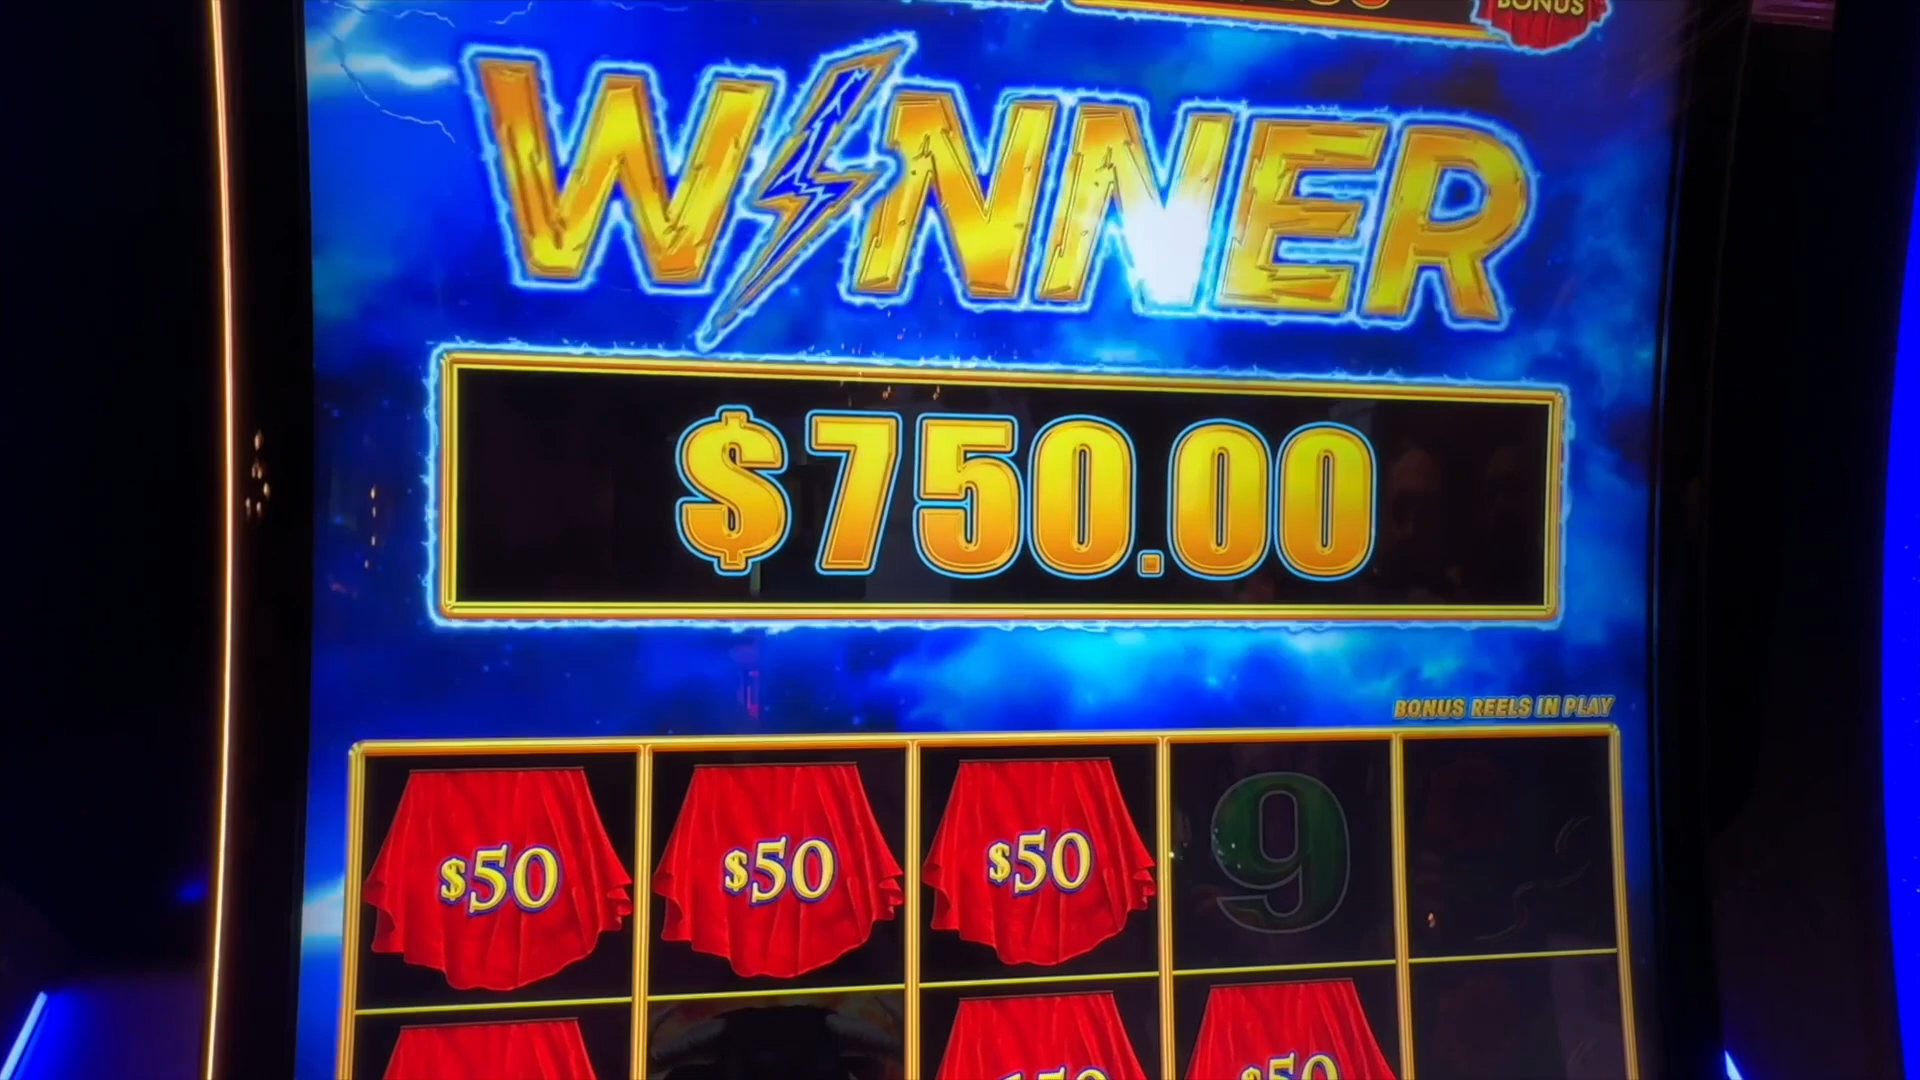 BONUS
WINNER
$750.00
BONUS REELS IN PLAY
$50 $50 $50 9
$50